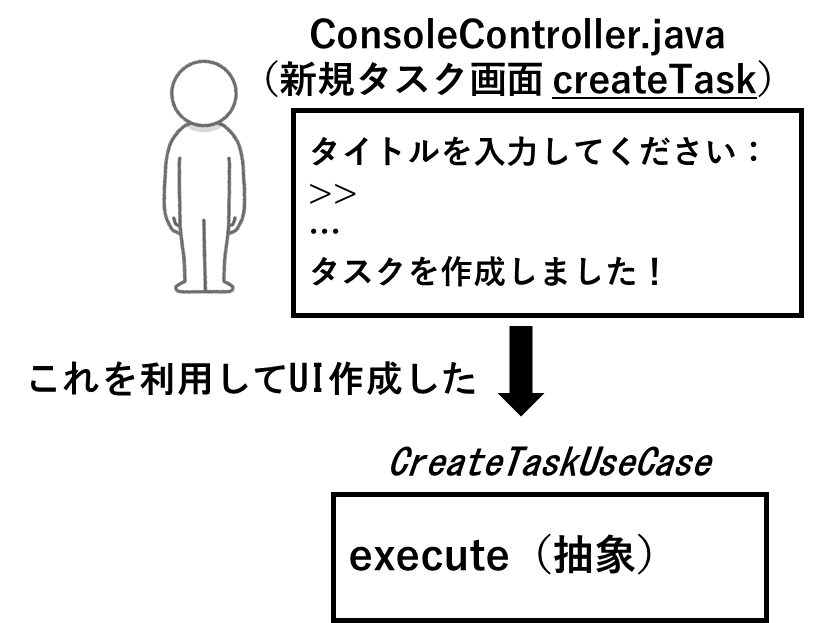 ConsoleController.java
（新規タスク画面 createTask）
タイトルを入力してください：
>>
…
タスクを作成しました！
これを利用してUI作成した
CreateTaskUseCase
execute（抽象）